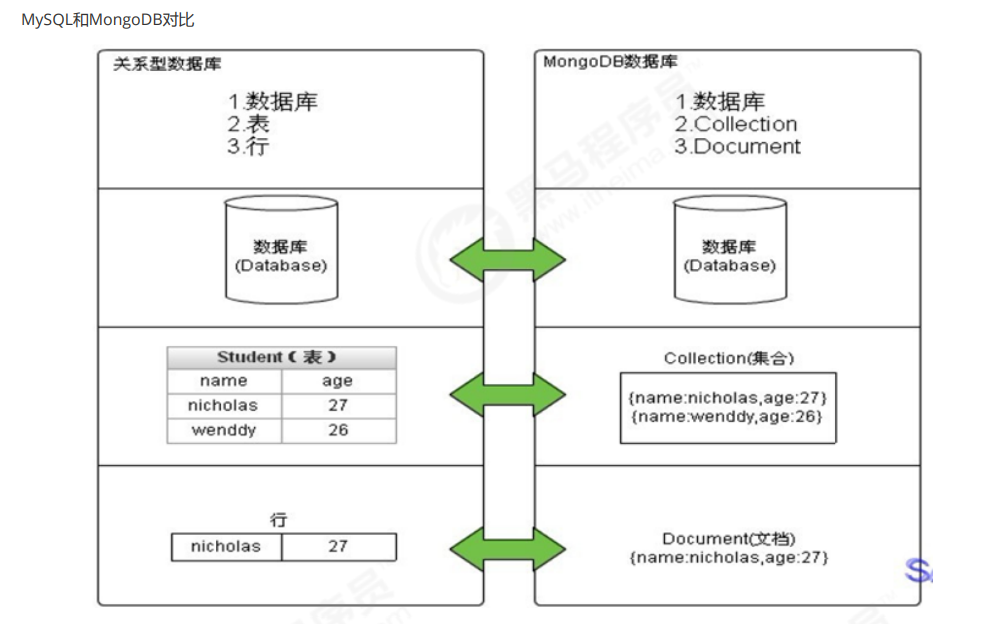 MySQL和MongoDB对比
关系型数据库
1.数据库
2.表
3.行
MongoDB数据库
1.数据库
2.Collection
3.Document
数据库
(Database)
数据库
(Database)
Student（表）
name age
nicholas 27
wenddy 26
Collection(集合)
{name:nicholas,age:27}
{name:wenddy,age:26}
行
nicholas 27
Document(文档)
{name:nicholas,age:27}
黑马程序员
www.itheima